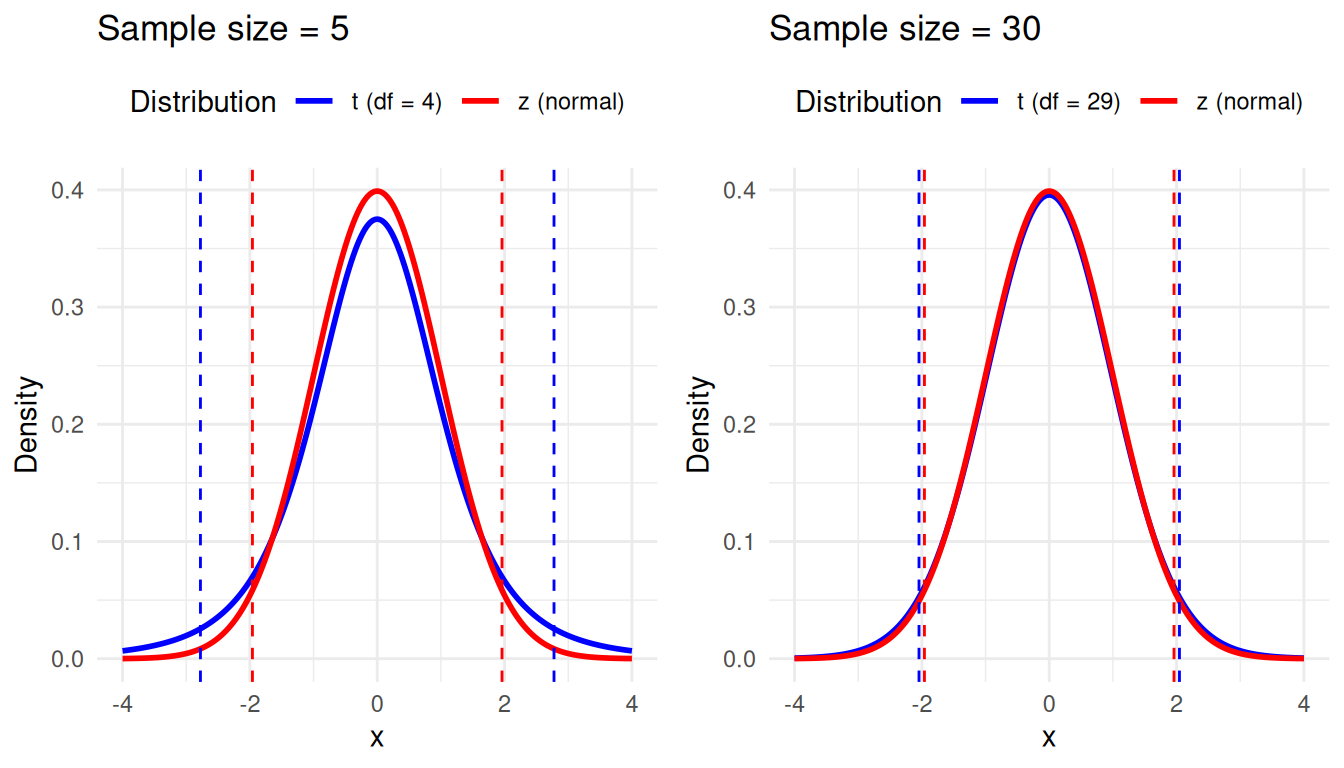 Sample size = 5
Distribution t (df = 4) z (normal)
Density
0.4
0.3
0.2
0.1
0.0
-4 -2 0 2 4
x
Sample size = 30
Distribution t (df = 29) z (normal)
Density
0.4
0.3
0.2
0.1
0.0
-4 -2 0 2 4
x